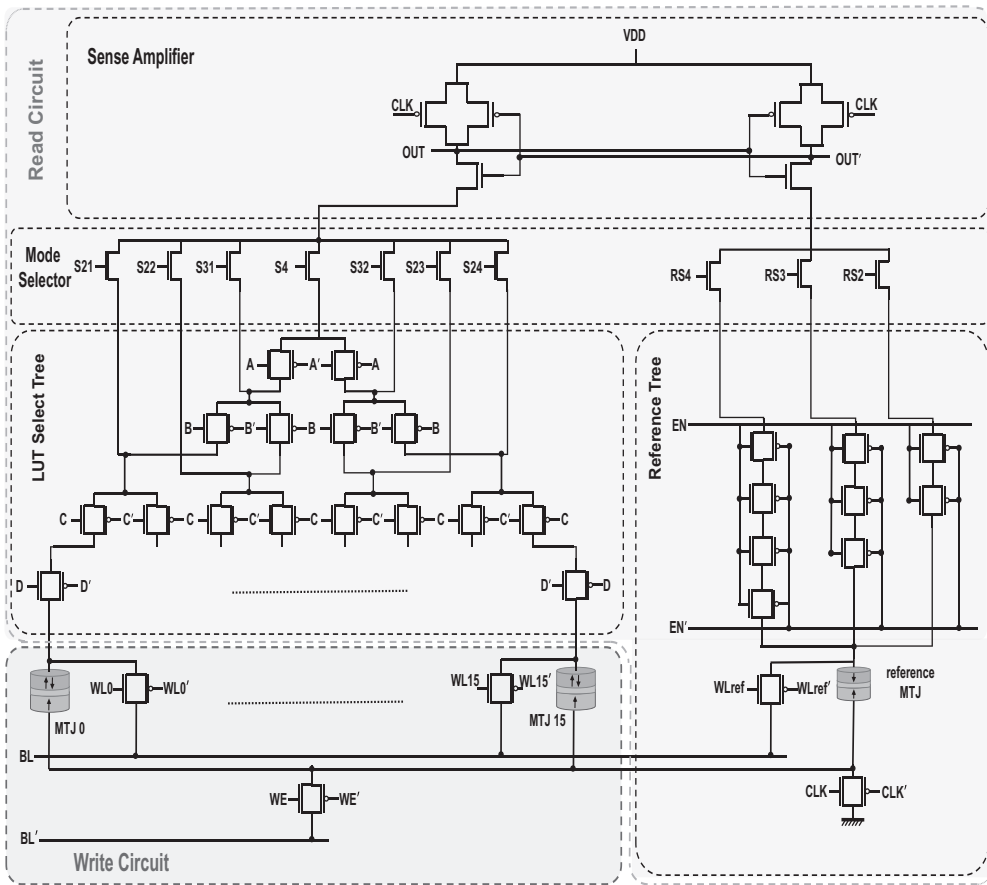 Read Circuit
Sense Amplifier
VDD
CLK
CLK
OUT
OUT′
Mode
Selector
S21
S22
S31
S4
S32
S23
S24
RS4
RS3
RS2
LUT Select Tree
A
A′
A
B
B′
B
B′
B
C
C′
C
C′
C
C′
C
C′
C
D
D′
D′
D
Reference Tree
EN
EN′
WL0
WL0′
MTJ 0
WL15
WL15′
MTJ 15
WLref
WLref′
reference
MTJ
BL
WE
WE′
BL′
CLK
CLK′
Write Circuit